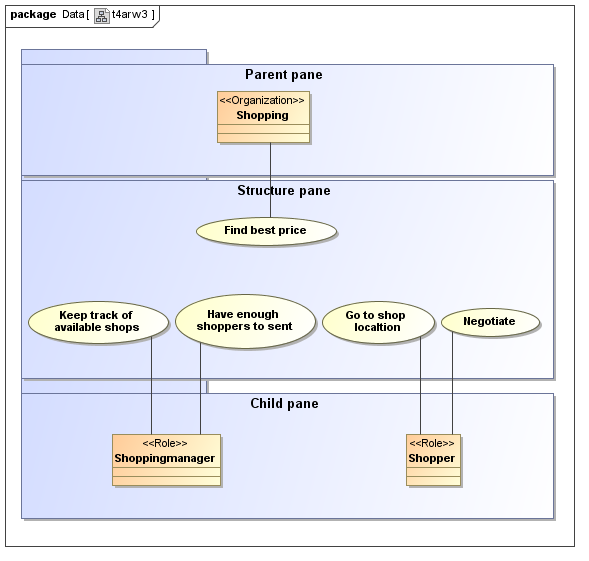 package Data [ t4arw3 ]
Parent pane
<<Organization>>
Shopping
Structure pane
Find best price
Keep track of
available shops
Have enough
shoppers to sent
Go to shop
localtion
Negotiate
Child pane
<<Role>>
Shoppingmanager
<<Role>>
Shopper